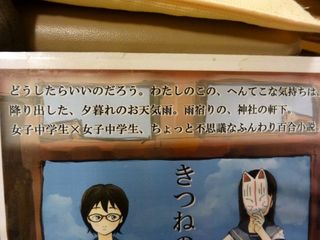 どうしたらいいのだろう。わたしのこの、へんてこな気持ちは。
降り出した、夕暮れのお天気雨。雨宿りの、神社の軒下。
女子中学生×女子中学生、ちょっと不思議なふんわり百合小説
きつねの